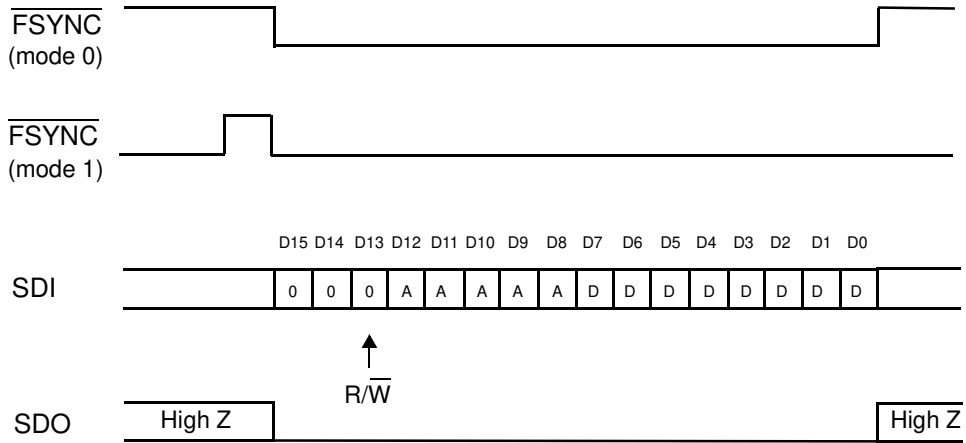 FSYNC
(mode 0)
FSYNC
(mode 1)
D15 D14 D13 D12 D11 D10 D9 D8 D7 D6 D5 D4 D3 D2 D1 D0
SDI
0 0 0 A A A A A D D D D D D D D
R/W
SDO
High Z
High Z